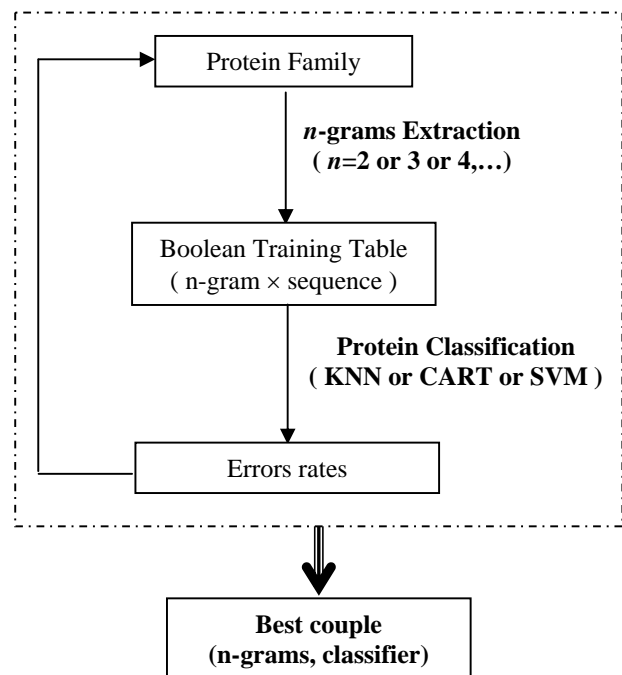 Protein Family
n-grams Extraction
( n=2 or 3 or 4,…)
Boolean Training Table
( n-gram × sequence )
Protein Classification
( KNN or CART or SVM )
Errors rates
Best couple
(n-grams, classifier)